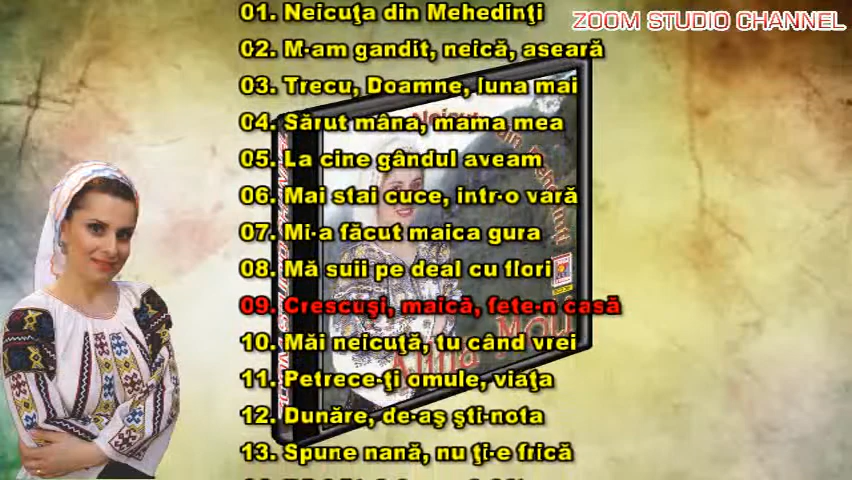 ZOOM STUDIO CHANNEL
01. Neicuţa din Mehedinţi
02. M-am gandit, neică, aseară
03. Trecu, Doamne, luna mai
04. Sărut mâna, mama mea
05. La cine gândul aveam
06. Mai stai cuce, intr-o vară
07. Mi-a făcut maica gura
08. Mă suii pe deal cu flori
09. Crescuşi, maică, fete-n casă
10. Măi neicuţă, tu când vrei
11. Petrece-ţi omule, viaţa
12. Dunăre, de-aş şti-nota
13. Spune nană, nu ţi-e frică